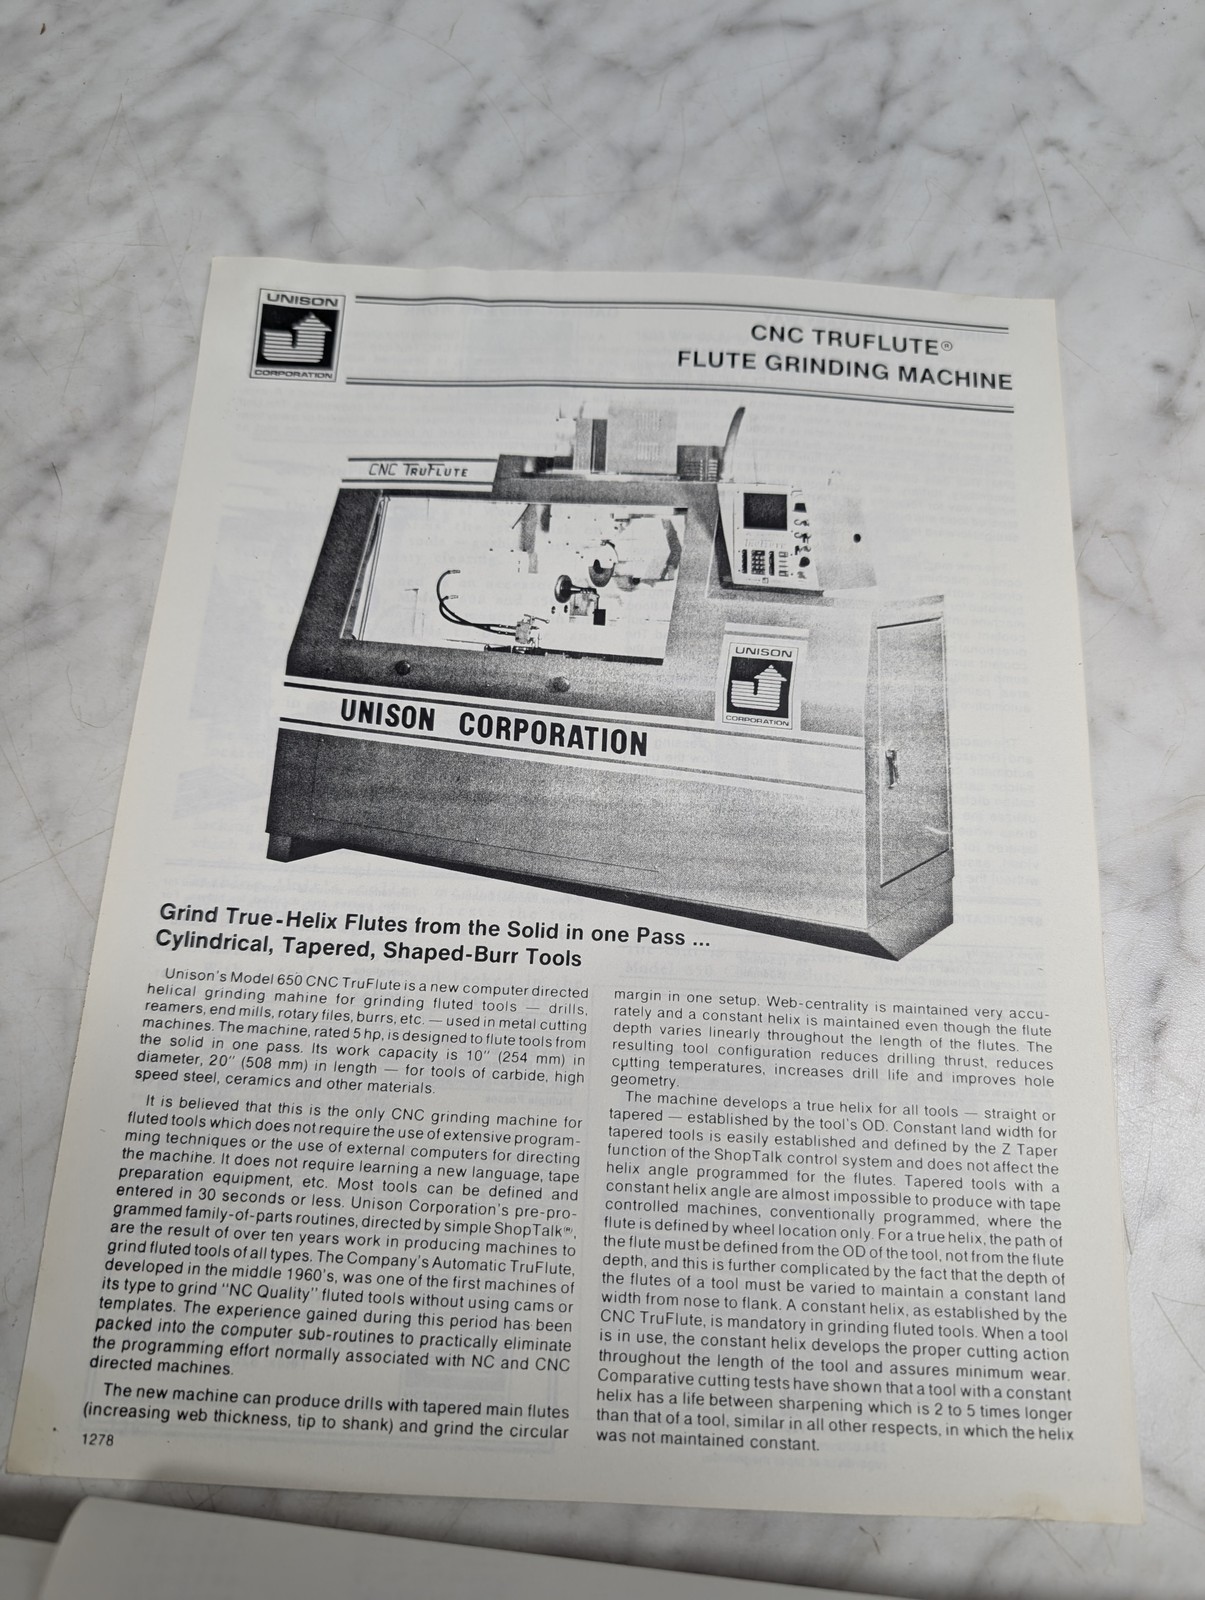 UNISON
CORPORATION
CNC TRUFLUTE®
FLUTE GRINDING MACHINE
CNC TRUFLUTE
UNISON
CORPORATION
UNISON CORPORATION
Grind True-Helix Flutes from the Solid in one Pass ...
Cylindrical, Tapered, Shaped-Burr Tools
Unison's Model 650 CNC TruFlute is a new computer directed
helical grinding mahine for grinding fluted tools — drills,
reamers, end mills, rotary files, burrs, etc. — used in metal cutting
machines. The machine, rated 5 hp, is designed to flute tools from
the solid in one pass. Its work capacity is 10" (254 mm) in
diameter, 20" (508 mm) in length — for tools of carbide, high
speed steel, ceramics and other materials.
It is believed that this is the only CNC grinding machine for
fluted tools which does not require the use of extensive program-
ming techniques or the use of external computers for directing
the machine. It does not require learning a new language, tape
preparation equipment, etc. Most tools can be defined and
entered in 30 seconds or less. Unison Corporation's pre-pro-
grammed family-of-parts routines, directed by simple ShopTalk™,
are the result of over ten years work in producing machines to
grind fluted tools of all types. The Company's Automatic TruFlute,
developed in the middle 1960's, was one of the first machines of
its type to grind "NC Quality" fluted tools without using cams or
templates. The experience gained during this period has been
packed into the computer sub-routines to practically eliminate
the programming effort normally associated with NC and CNC
directed machines.
The new machine can produce drills with tapered main flutes
(increasing web thickness, tip to shank) and grind the circular
1278
margin in one setup. Web-centrality is maintained very accu-
rately and a constant helix is maintained even though the flute
depth varies linearly throughout the length of the flutes. The
resulting tool configuration reduces drilling thrust, reduces
cutting temperatures, increases drill life and improves hole
geometry.
The machine develops a true helix for all tools — straight or
tapered — established by the tool's OD. Constant land width for
tapered tools is easily established and defined by the Z Taper
function of the ShopTalk control system and does not affect the
helix angle programmed for the flutes. Tapered tools with a
constant helix angle are almost impossible to produce with tape
controlled machines, conventionally programmed, where the
flute is defined by wheel location only. For a true helix, the path of
the flute must be defined from the OD of the tool, not from the flute
depth, and this is further complicated by the fact that the depth of
the flutes of a tool must be varied to maintain a constant land
width from nose to flank. A constant helix, as established by the
CNC TruFlute, is mandatory in grinding fluted tools. When a tool
is in use, the constant helix develops the proper cutting action
throughout the length of the tool and assures minimum wear.
Comparative cutting tests have shown that a tool with a constant
helix has a life between sharpening which is 2 to 5 times longer
than that of a tool, similar in all other respects, in which the helix
was not maintained constant.